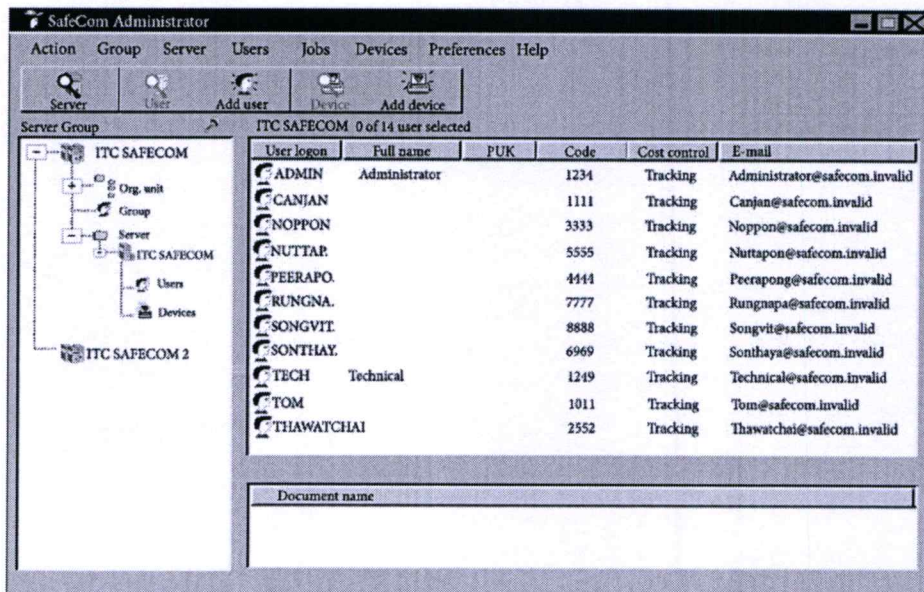 SafeCom Administrator
Action Group Server Users Jobs Devices Preferences Help
Server User Add user Device Add device
Server Group
ITC SAFECOM
Org. unit
Group
Server
ITC SAFECOM
Users
Devices
ITC SAFECOM 2
ITC SAFECOM 0 of 14 user selected
User logon Full name PUK Code Cost control E-mail
ADMIN Administrator 1234 Tracking Administrator@safecom.invalid
CANJAN 1111 Tracking Canjan@safecom.invalid
NOPPON 3333 Tracking Noppon@safecom.invalid
NUTTAP. 5555 Tracking Nuttapon@safecom.invalid
PEERAPO. 4444 Tracking Peerapong@safecom.invalid
RUNGNA. 7777 Tracking Rungnapa@safecom.invalid
SONGVIT. 8888 Tracking Songvit@safecom.invalid
SONTHAY. 6969 Tracking Sonthaya@safecom.invalid
TECH Technical 1249 Tracking Technical@safecom.invalid
TOM 1011 Tracking Tom@safecom.invalid
THAWATCHAI 2552 Tracking Thawatchai@safecom.invalid
Document name